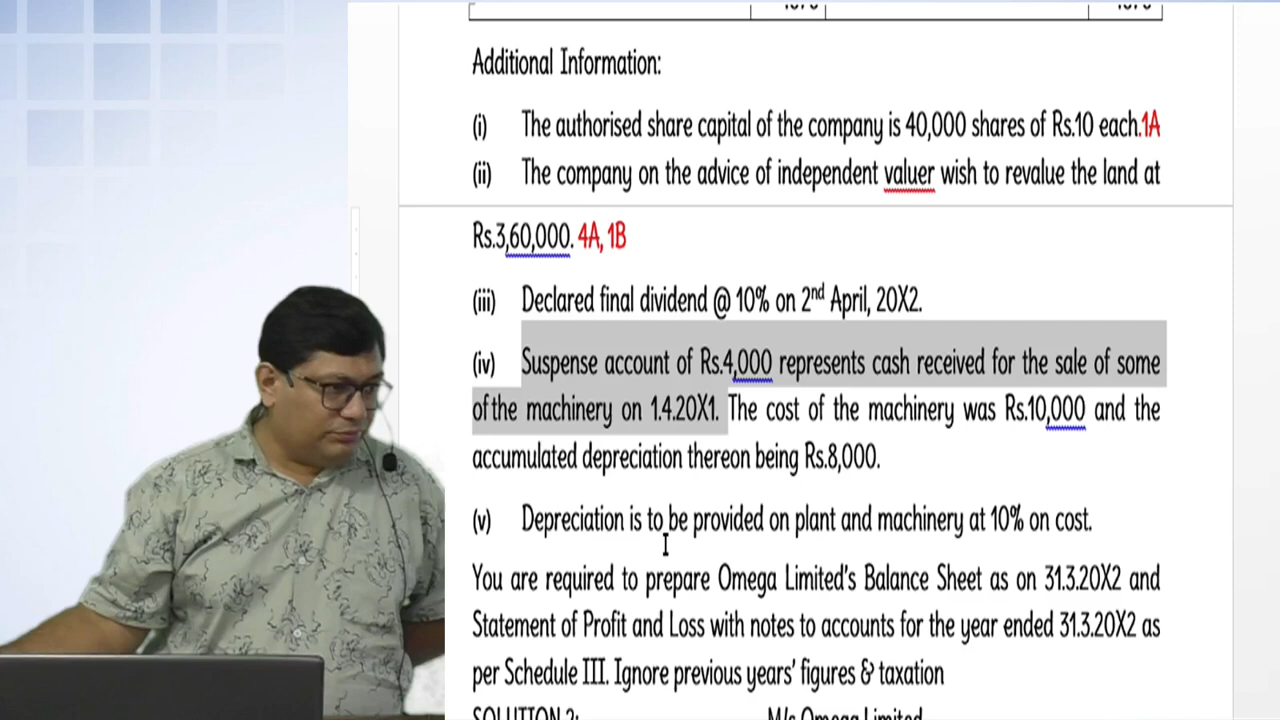 Additional Information:
(i) The authorised share capital of the company is 40,000 shares of Rs.10 each.1A
(ii) The company on the advice of independent valuer wish to revalue the land at
Rs.3,60,000. 4A, 1B
(iii) Declared final dividend @ 10% on 2nd April, 20X2.
(iv) Suspense account of Rs.4,000 represents cash received for the sale of some
ofthe machinery on 1.4.20X1. The cost of the machinery was Rs.10,000 and the
accumulated depreciation thereon being Rs.8,000.
(v) Depreciation is to be provided on plant and machinery at 10% on cost.
You are required to prepare Omega Limited's Balance Sheet as on 31.3.20X2 and
Statement of Profit and Loss with notes to accounts for the year ended 31.3.20X2 as
per Schedule III. Ignore previous years' figures & taxation
M/s Omega Limited